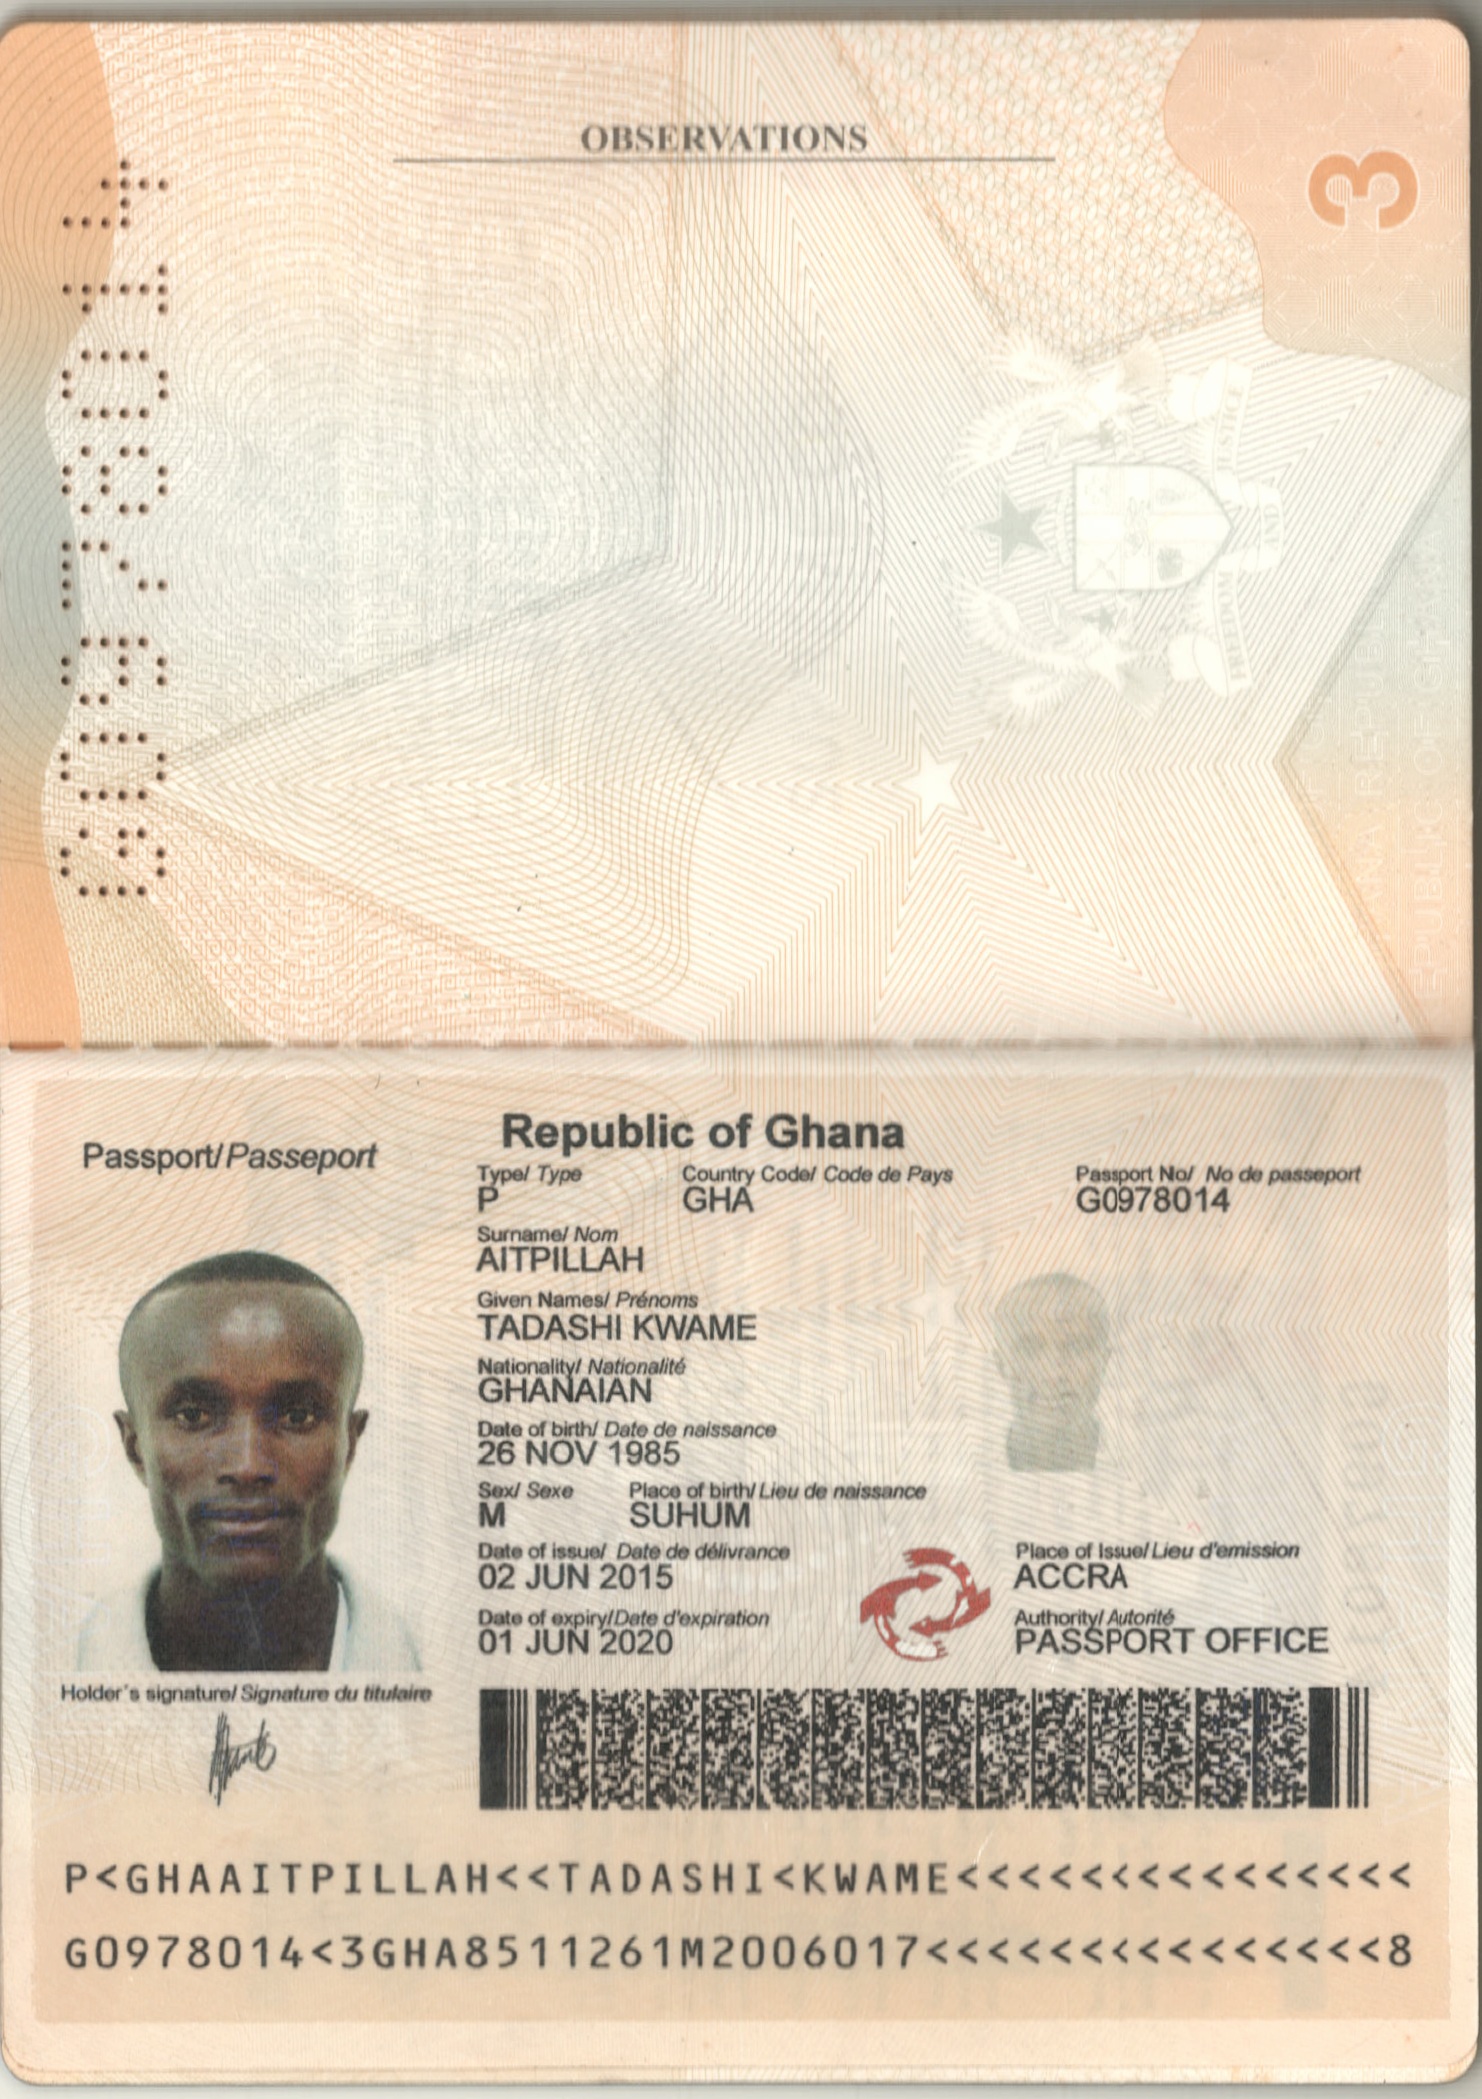 OBSERVATIONS
3
G0978014
Republic of Ghana
Passport/Passeport
Type/ Type Country Code/ Code de Pays Passport No/ No de passeport
P GHA G0978014
Surname/ Nom
AITPILLAH
Given Names/ Prénoms
TADASHI KWAME
Nationality/ Nationalité
GHANAIAN
Date of birth/ Date de naissance
26 NOV 1985
Sex/ Sexe Place of birth/ Lieu de naissance
M SUHUM
Date of issue/ Date de délivrance Place of Issue/ Lieu d'emission
02 JUN 2015 ACCRA
Date of expiry/Date d'expiration Authority/ Autorité
01 JUN 2020 PASSPORT OFFICE
Holder's signature/ Signature du titulaire
P<GHAAITPILLAH<<TADASHI<KWAME<<<<<<<<<<<<<<<
G0978014<3GHA8511261M2006017<<<<<<<<<<<<<<<8